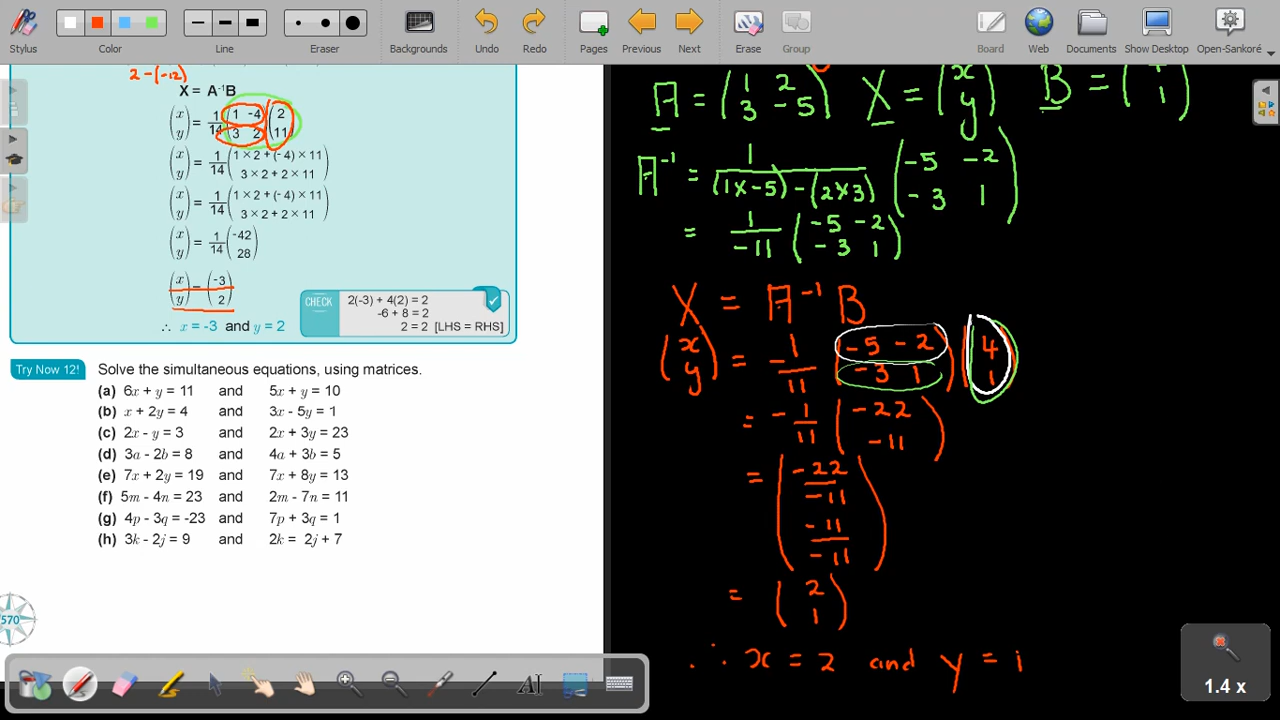 Stylus Color Line Eraser Backgrounds Undo Redo Pages Previous Next Erase Group Board Web Documents Show Desktop Open-Sankoré
2 - (-12)
X = A⁻¹B
(x y) = 1/14 (1 -4 3 2) (2 11)
(x y) = 1/14 (1 × 2 + (-4) × 11 3 × 2 + 2 × 11)
(x y) = 1/14 (1 × 2 + (-4) × 11 3 × 2 + 2 × 11)
(x y) = 1/14 (-42 28)
(x y) = (-3 2)
∴ x = -3 and y = 2
CHECK
2(-3) + 4(2) = 2
-6 + 8 = 2
2 = 2 [LHS = RHS]
Try Now 12! Solve the simultaneous equations, using matrices.
(a) 6x + y = 11 and 5x + y = 10
(b) x + 2y = 4 and 3x - 5y = 1
(c) 2x - y = 3 and 2x + 3y = 23
(d) 3a - 2b = 8 and 4a + 3b = 5
(e) 7x + 2y = 19 and 7x + 8y = 13
(f) 5m - 4n = 23 and 2m - 7n = 11
(g) 4p - 3q = -23 and 7p + 3q = 1
(h) 3k - 2j = 9 and 2k = 2j + 7
570
A = (1 2 3 -5) X = (x y) B = ( 1)
A⁻¹ = 1/((1x-5)-(2x3)) (-5 -2 -3 1)
= 1/-11 (-5 -2 -3 1)
X = A⁻¹ B
(x y) = -1/11 (-5 -2 -3 1) (4 1)
= -1/11 (-22 -11)
= (-22/-11 -11/-11)
= (2 1)
∴ x = 2 and y = 1
1.4 x